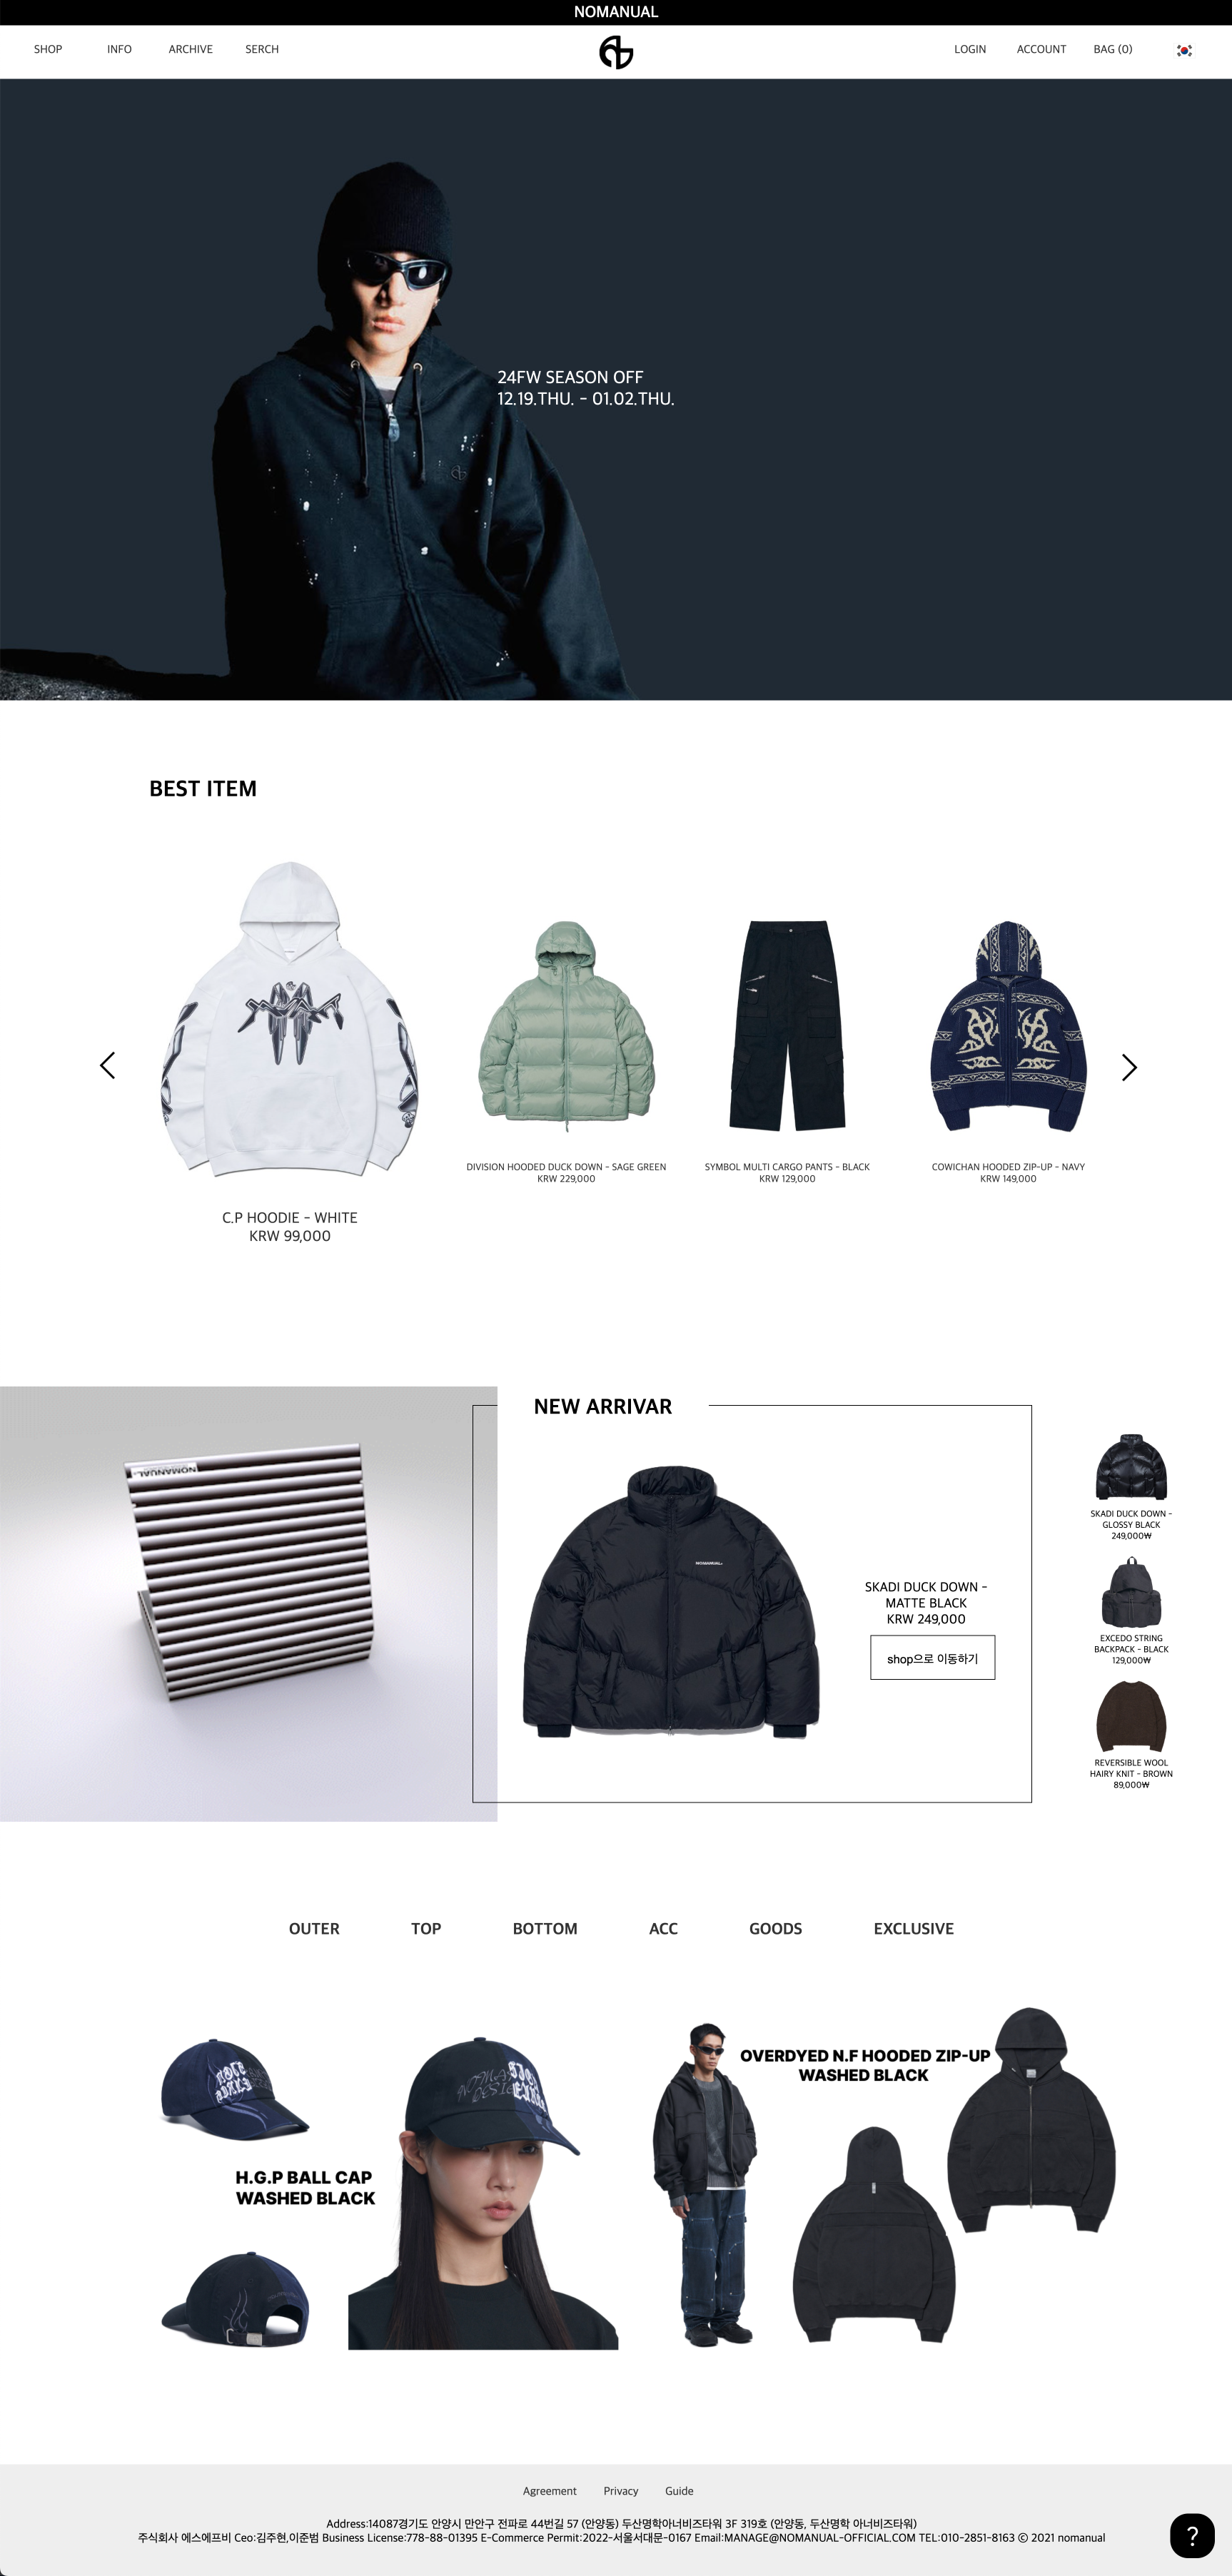 NOMANUAL
SHOP INFO ARCHIVE SERCH LOGIN ACCOUNT BAG (0)
24FW SEASON OFF
12.19.THU. - 01.02.THU.
BEST ITEM
C.P HOODIE - WHITE
KRW 99,000
DIVISION HOODED DUCK DOWN - SAGE GREEN
KRW 229,000
SYMBOL MULTI CARGO PANTS - BLACK
KRW 129,000
COWICHAN HOODED ZIP-UP - NAVY
KRW 149,000
NOMANUAL
NEW ARRIVAR
NOMANUAL
SKADI DUCK DOWN -
MATTE BLACK
KRW 249,000
shop으로 이동하기
SKADI DUCK DOWN -
GLOSSY BLACK
249,000₩
EXCEDO STRING
BACKPACK - BLACK
129,000₩
REVERSIBLE WOOL
HAIRY KNIT - BROWN
89,000₩
OUTER TOP BOTTOM ACC GOODS EXCLUSIVE
H.G.P BALL CAP
WASHED BLACK
OVERDYED N.F HOODED ZIP-UP
WASHED BLACK
Agreement Privacy Guide
Address:14087경기도 안양시 만안구 전파로 44번길 57 (안양동) 두산명학아너비즈타워 3F 319호 (안양동, 두산명학 아너비즈타워)
주식회사 에스에프비 Ceo:김주현,이준범 Business License:778-88-01395 E-Commerce Permit:2022-서울서대문-0167 Email:MANAGE@NOMANUAL-OFFICIAL.COM TEL:010-2851-8163 © 2021 nomanual
?